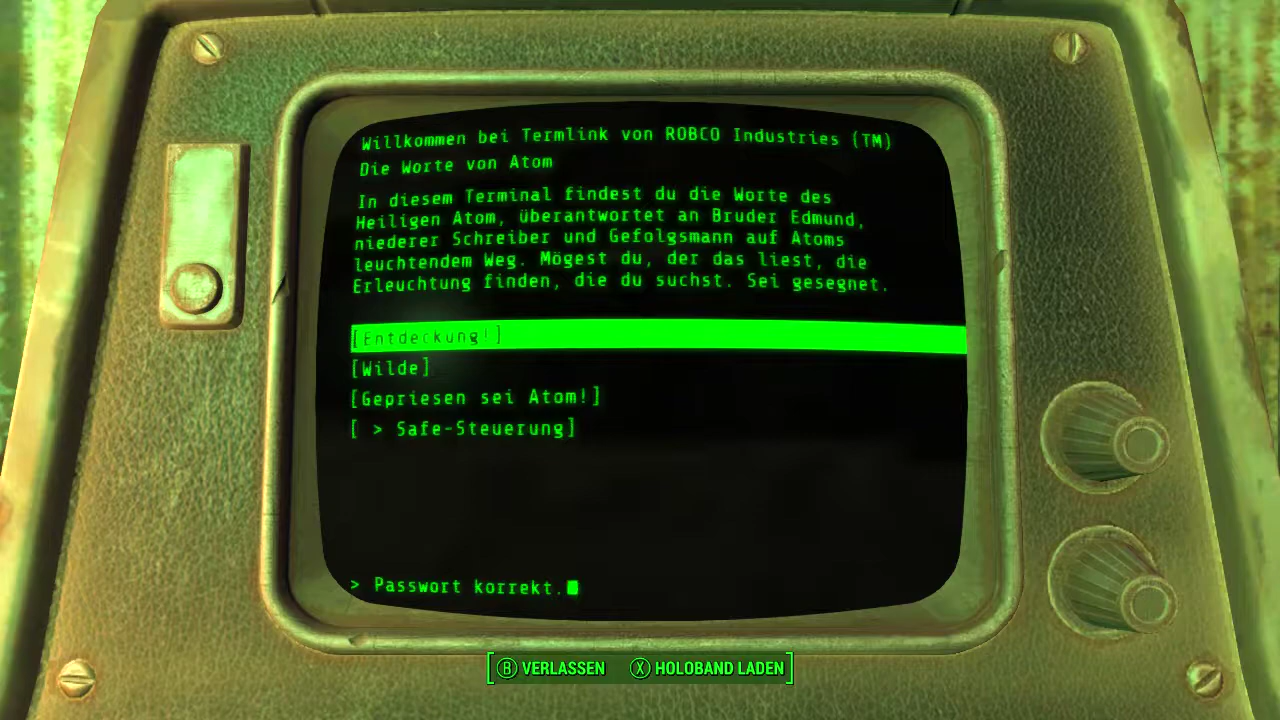 Willkommen bei Termlink von ROBCO Industries (TM)
Die Worte von Atom
In diesem Terminal findest du die Worte des
Heiligen Atom, überantwortet an Bruder Edmund,
niederer Schreiber und Gefolgsmann auf Atoms
leuchtendem Weg. Mögest du, der das liest, die
Erleuchtung finden, die du suchst. Sei gesegnet.
[Entdeckung!]
[Wilde]
[Gepriesen sei Atom!]
[ > Safe-Steuerung]
> Passwort korrekt.
B VERLASSEN X HOLOBAND LADEN